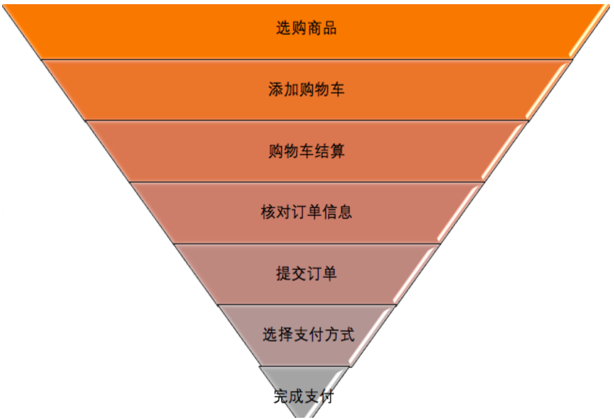 选购商品
添加购物车
购物车结算
核对订单信息
提交订单
选择支付方式
完成支付